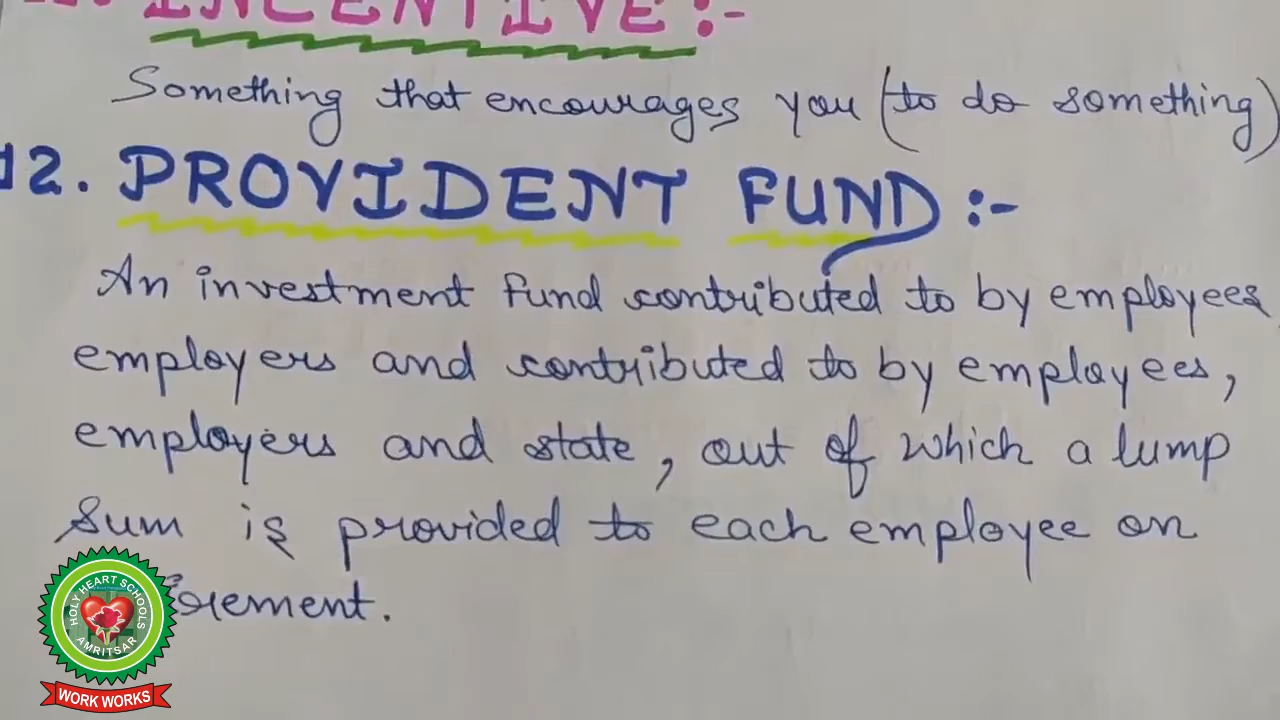 INCENTIVE:-
Something that encourages you (to do something)
12. PROVIDENT FUND :-
An investment fund contributed to by employees
employers and contributed to by employees,
employers and state, out of which a lump
sum is provided to each employee on
HOLY HEART SCHOOLS
AMRITSAR
WORK WORKS